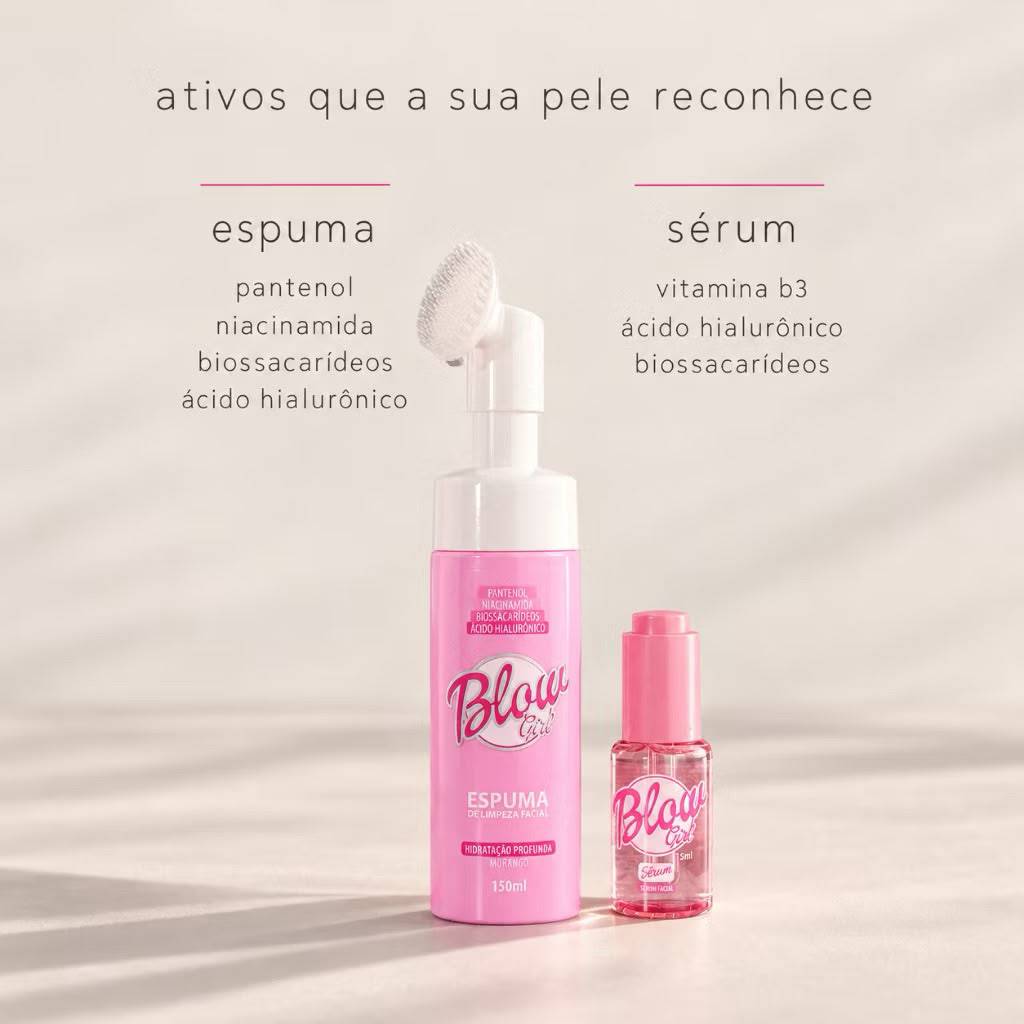 ativos que a sua pele reconhece
espuma
pantenol
niacinamida
biossacarídeos
ácido hialurônico
sérum
vitamina b3
ácido hialurônico
biossacarídeos
PANTENOL
NIACINAMIDA
BIOSSACARÍDEOS
ÁCIDO HIALURÔNICO
Blow
Girl
ESPUMA
DE LIMPEZA FACIAL
HIDRATAÇÃO PROFUNDA
MORANGO
150ml
Blow
Girl
15ml
Sérum
SÉRUM FACIAL